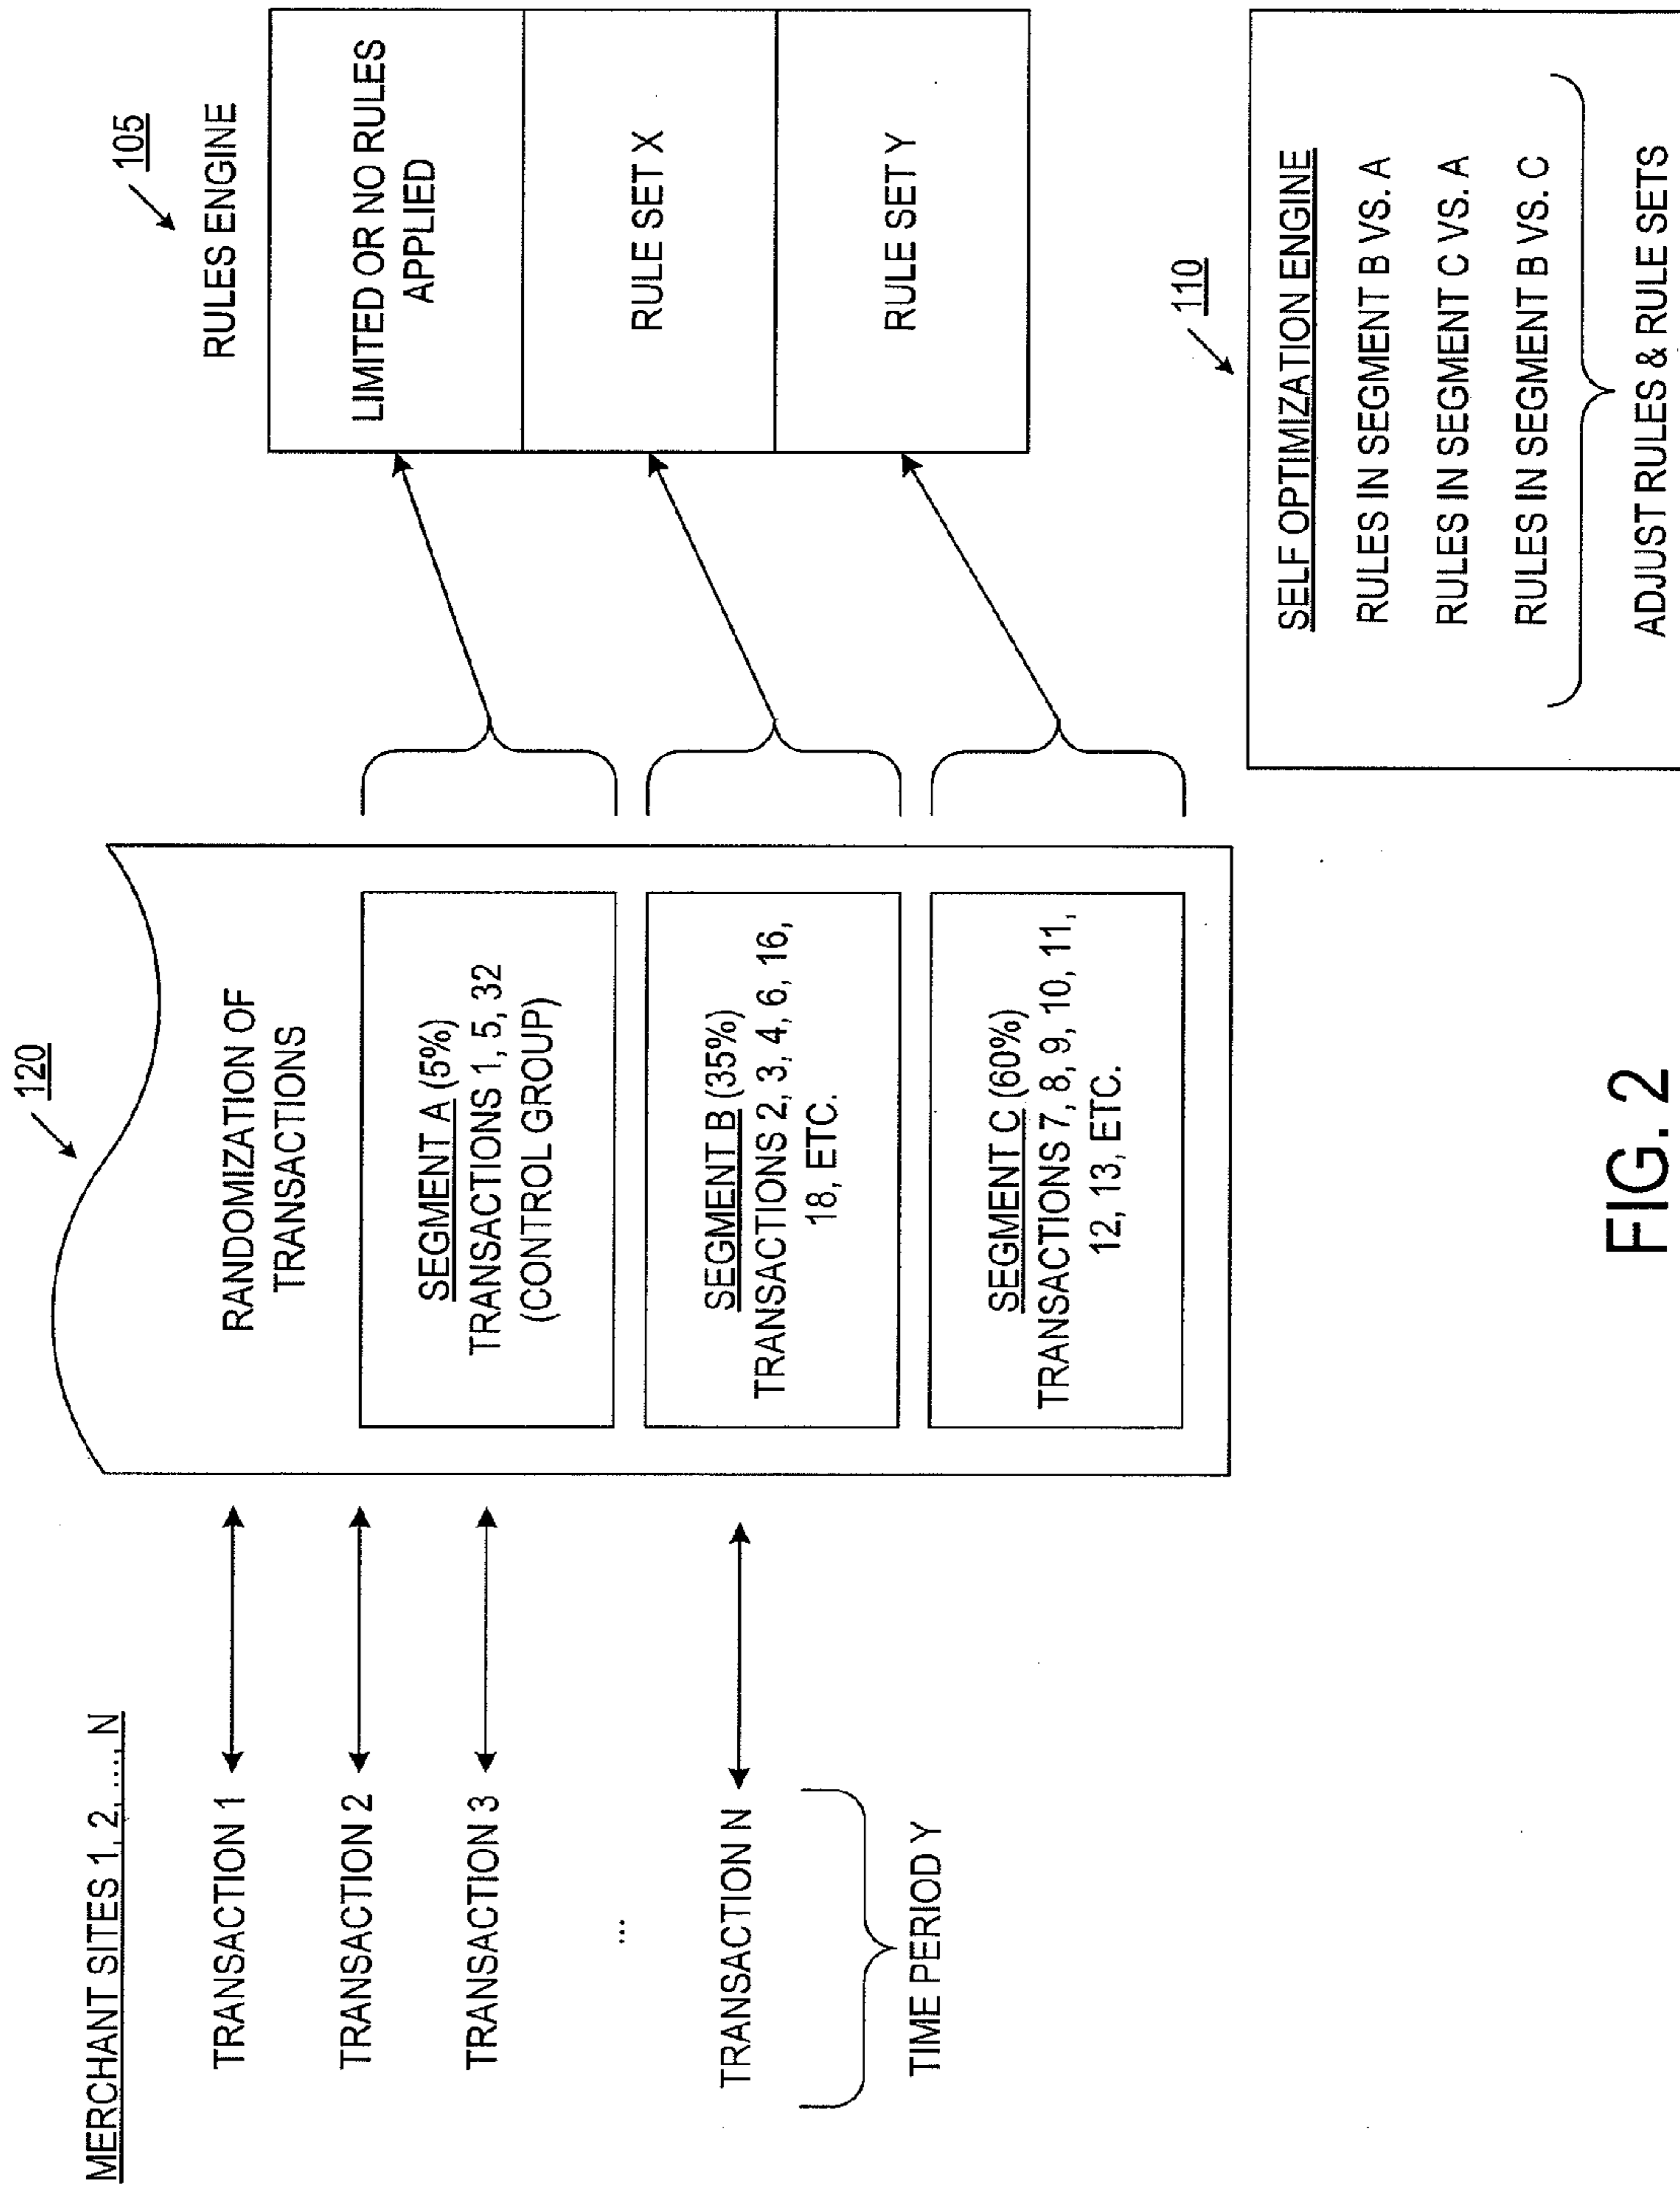 MERCHANT SITES 1, 2, ..., N
TRANSACTION 1
TRANSACTION 2
TRANSACTION 3
...
TRANSACTION N
TIME PERIOD Y
120
RANDOMIZATION OF
TRANSACTIONS
SEGMENT A (5%)
TRANSACTIONS 1, 5, 32
(CONTROL GROUP)
SEGMENT B (35%)
TRANSACTIONS 2, 3, 4, 6, 16,
18, ETC.
SEGMENT C (60%)
TRANSACTIONS 7, 8, 9, 10, 11,
12, 13, ETC.
105
RULES ENGINE
LIMITED OR NO RULES
APPLIED
RULE SET X
RULE SET Y
110
SELF OPTIMIZATION ENGINE
RULES IN SEGMENT B VS. A
RULES IN SEGMENT C VS. A
RULES IN SEGMENT B VS. C
ADJUST RULES & RULE SETS
FIG. 2